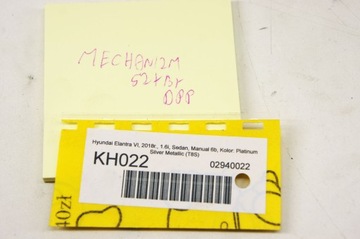 MECHANIZM
SZYBY
DPP
Hyundai Elantra VI, 2018r., 1.6i, Sedan, Manual 6b, Kolor: Platinum
Silver Metallic (T8S)
KH022
02940022
40zł